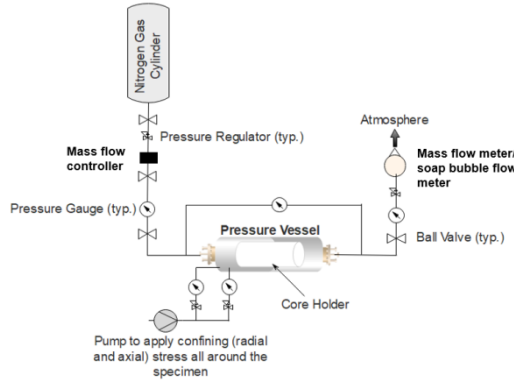 Nitrogen Gas
Cylinder
Atmosphere
Pressure Regulator (typ.)
Mass flow
controller
Mass flow meter/
soap bubble flow
meter
Pressure Gauge (typ.)
Pressure Vessel
Ball Valve (typ.)
Core Holder
Pump to apply confining (radial
and axial) stress all around the
specimen